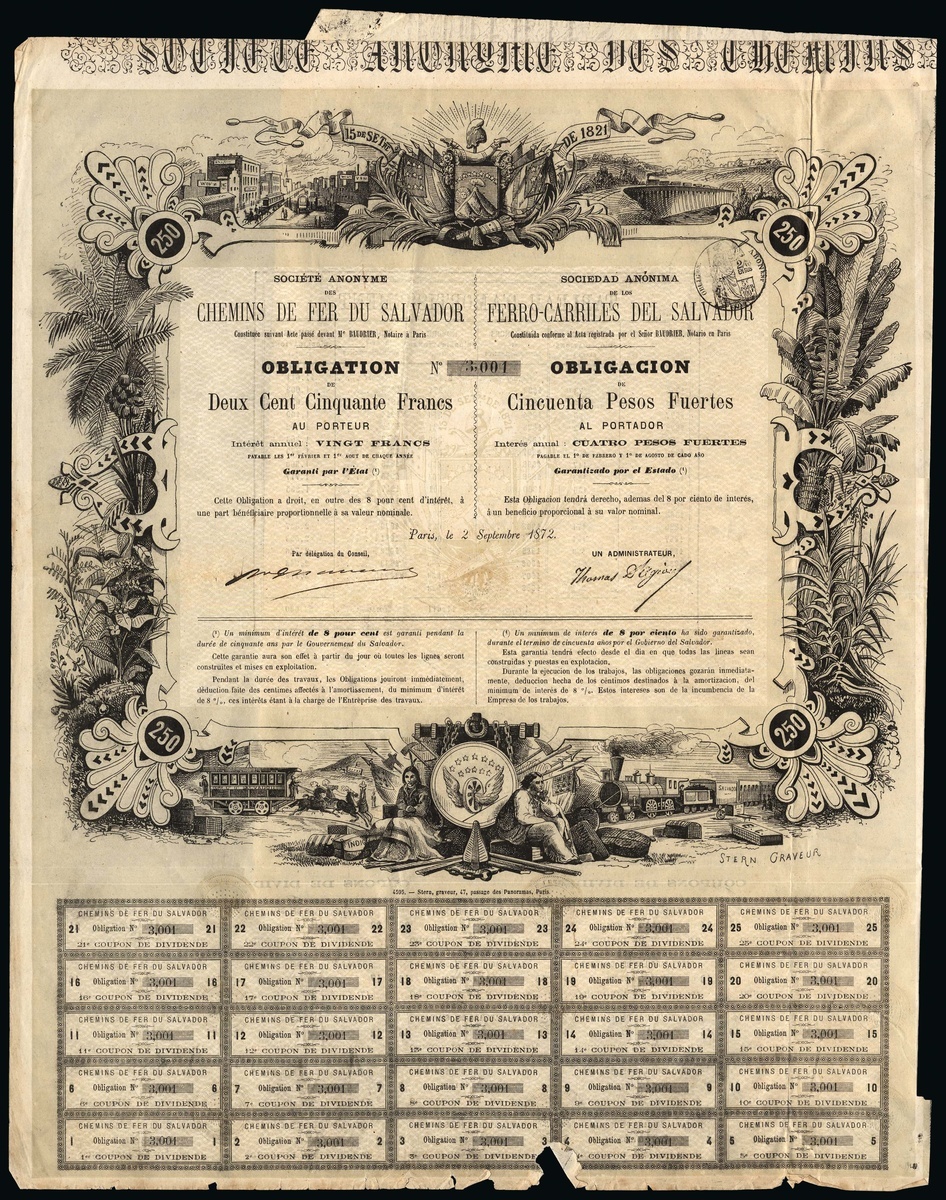 SOCIÉTÉ ANONYME DES CHEMINS
15 DE SETbre DE 1821
250
250
SOCIÉTÉ ANONYME
DES
CHEMINS DE FER DU SALVADOR
Constituée suivant Acte passé devant Me BAUDRIER, Notaire à Paris
OBLIGATION
DE
Deux Cent Cinquante Francs
AU PORTEUR
Intérêt annuel : VINGT FRANCS
PAYABLE LES 1er FÉVRIER ET 1er AOUT DE CHAQUE ANNÉE
Garanti par l'État (1)
Cette Obligation a droit, en outre des 8 pour cent d'intérêt, à
une part bénéficiaire proportionnelle à sa valeur nominale.
No 3,001
SOCIEDAD ANÓNIMA
DE LOS
FERRO-CARRILES DEL SALVADOR
Constituida conforme al Acta registrada por el Señor BAUDRIER, Notario en Paris
OBLIGACION
DE
Cincuenta Pesos Fuertes
AL PORTADOR
Interés anual : CUATRO PESOS FUERTES
PAGABLE EL 1o DE FEBRERO Y 1o DE AGOSTO DE CADO AÑO
Garantizado por el Estado (1)
Esta Obligacion tendrá derecho, ademas del 8 por ciento de interés,
á un beneficio proporcional à su valor nominal.
Paris, le 2 Septembre 1872.
Par délégation du Conseil,
UN ADMINISTRATEUR,
Thomas
(1) Un minimum d'intérêt de 8 pour cent est garanti pendant la
durée de cinquante ans par le Gouvernement du Salvador.
Cette garantie aura son effet à partir du jour où toutes les lignes seront
construites et mises en exploitation.
Pendant la durée des travaux, les Obligations jouiront immédiatement,
déduction faite des centimes affectés à l'amortissement, du minimum d'intérêt
de 8 o/o, ces intérêts étant à la charge de l'Entreprise des travaux.
(1) Un minimum de interés de 8 por ciento ha sido garantizado,
durante el termino de cincuenta años por el Gobierno del Salvador.
Esta garantia tendrá efecto desde el dia en que todas las lineas sean
construidas y puestas en explotacion.
Durante la ejecucion de los trabajos, las obligaciones gozarán inmediata-
mente, deduccion hecha de los céntimos destinados à la amortizacion, del
minimum de interés de 8 o/o. Estos intereses son de la incumbencia de la
Empresa de los trabajos.
250
250
SALVADOR
INDIGO
STERN GRAVEUR
4595. — Stern, graveur, 47, passage des Panoramas, Paris
CHEMINS DE FER DU SALVADOR
21 Obligation No 3,001 21
21e COUPON DE DIVIDENDE
CHEMINS DE FER DU SALVADOR
22 Obligation No 3,001 22
22e COUPON DE DIVIDENDE
CHEMINS DE FER DU SALVADOR
23 Obligation No 3,001 23
23e COUPON DE DIVIDENDE
CHEMINS DE FER DU SALVADOR
24 Obligation No 3,001 24
24e COUPON DE DIVIDENDE
CHEMINS DE FER DU SALVADOR
25 Obligation No 3,001 25
25e COUPON DE DIVIDENDE
CHEMINS DE FER DU SALVADOR
16 Obligation No 3,001 16
16e COUPON DE DIVIDENDE
CHEMINS DE FER DU SALVADOR
17 Obligation No 3,001 17
17e COUPON DE DIVIDENDE
CHEMINS DE FER DU SALVADOR
18 Obligation No 3,001 18
18e COUPON DE DIVIDENDE
CHEMINS DE FER DU SALVADOR
19 Obligation No 3,001 19
19e COUPON DE DIVIDENDE
CHEMINS DE FER DU SALVADOR
20 Obligation No 3,001 20
20e COUPON DE DIVIDENDE
CHEMINS DE FER DU SALVADOR
11 Obligation No 3,001 11
11e COUPON DE DIVIDENDE
CHEMINS DE FER DU SALVADOR
12 Obligation No 3,001 12
12e COUPON DE DIVIDENDE
CHEMINS DE FER DU SALVADOR
13 Obligation No 3,001 13
13e COUPON DE DIVIDENDE
CHEMINS DE FER DU SALVADOR
14 Obligation No 3,001 14
14e COUPON DE DIVIDENDE
CHEMINS DE FER DU SALVADOR
15 Obligation No 3,001 15
15e COUPON DE DIVIDENDE
CHEMINS DE FER DU SALVADOR
6 Obligation No 3,001 6
6e COUPON DE DIVIDENDE
CHEMINS DE FER DU SALVADOR
7 Obligation No 3,001 7
7e COUPON DE DIVIDENDE
CHEMINS DE FER DU SALVADOR
8 Obligation No 3,001 8
8e COUPON DE DIVIDENDE
CHEMINS DE FER DU SALVADOR
9 Obligation No 3,001 9
9e COUPON DE DIVIDENDE
CHEMINS DE FER DU SALVADOR
10 Obligation No 3,001 10
10e COUPON DE DIVIDENDE
CHEMINS DE FER DU SALVADOR
1 Obligation No 3,001 1
1er COUPON DE DIVIDENDE
CHEMINS DE FER DU SALVADOR
2 Obligation No 3,001 2
2e COUPON DE DIVIDENDE
CHEMINS DE FER DU SALVADOR
3 Obligation No 3,001 3
3e COUPON DE DIVIDENDE
CHEMINS DE FER DU SALVADOR
4 Obligation No 3,001 4
4e COUPON DE DIVIDENDE
CHEMINS DE FER DU SALVADOR
5 Obligation No 3,001 5
5e COUPON DE DIVIDENDE